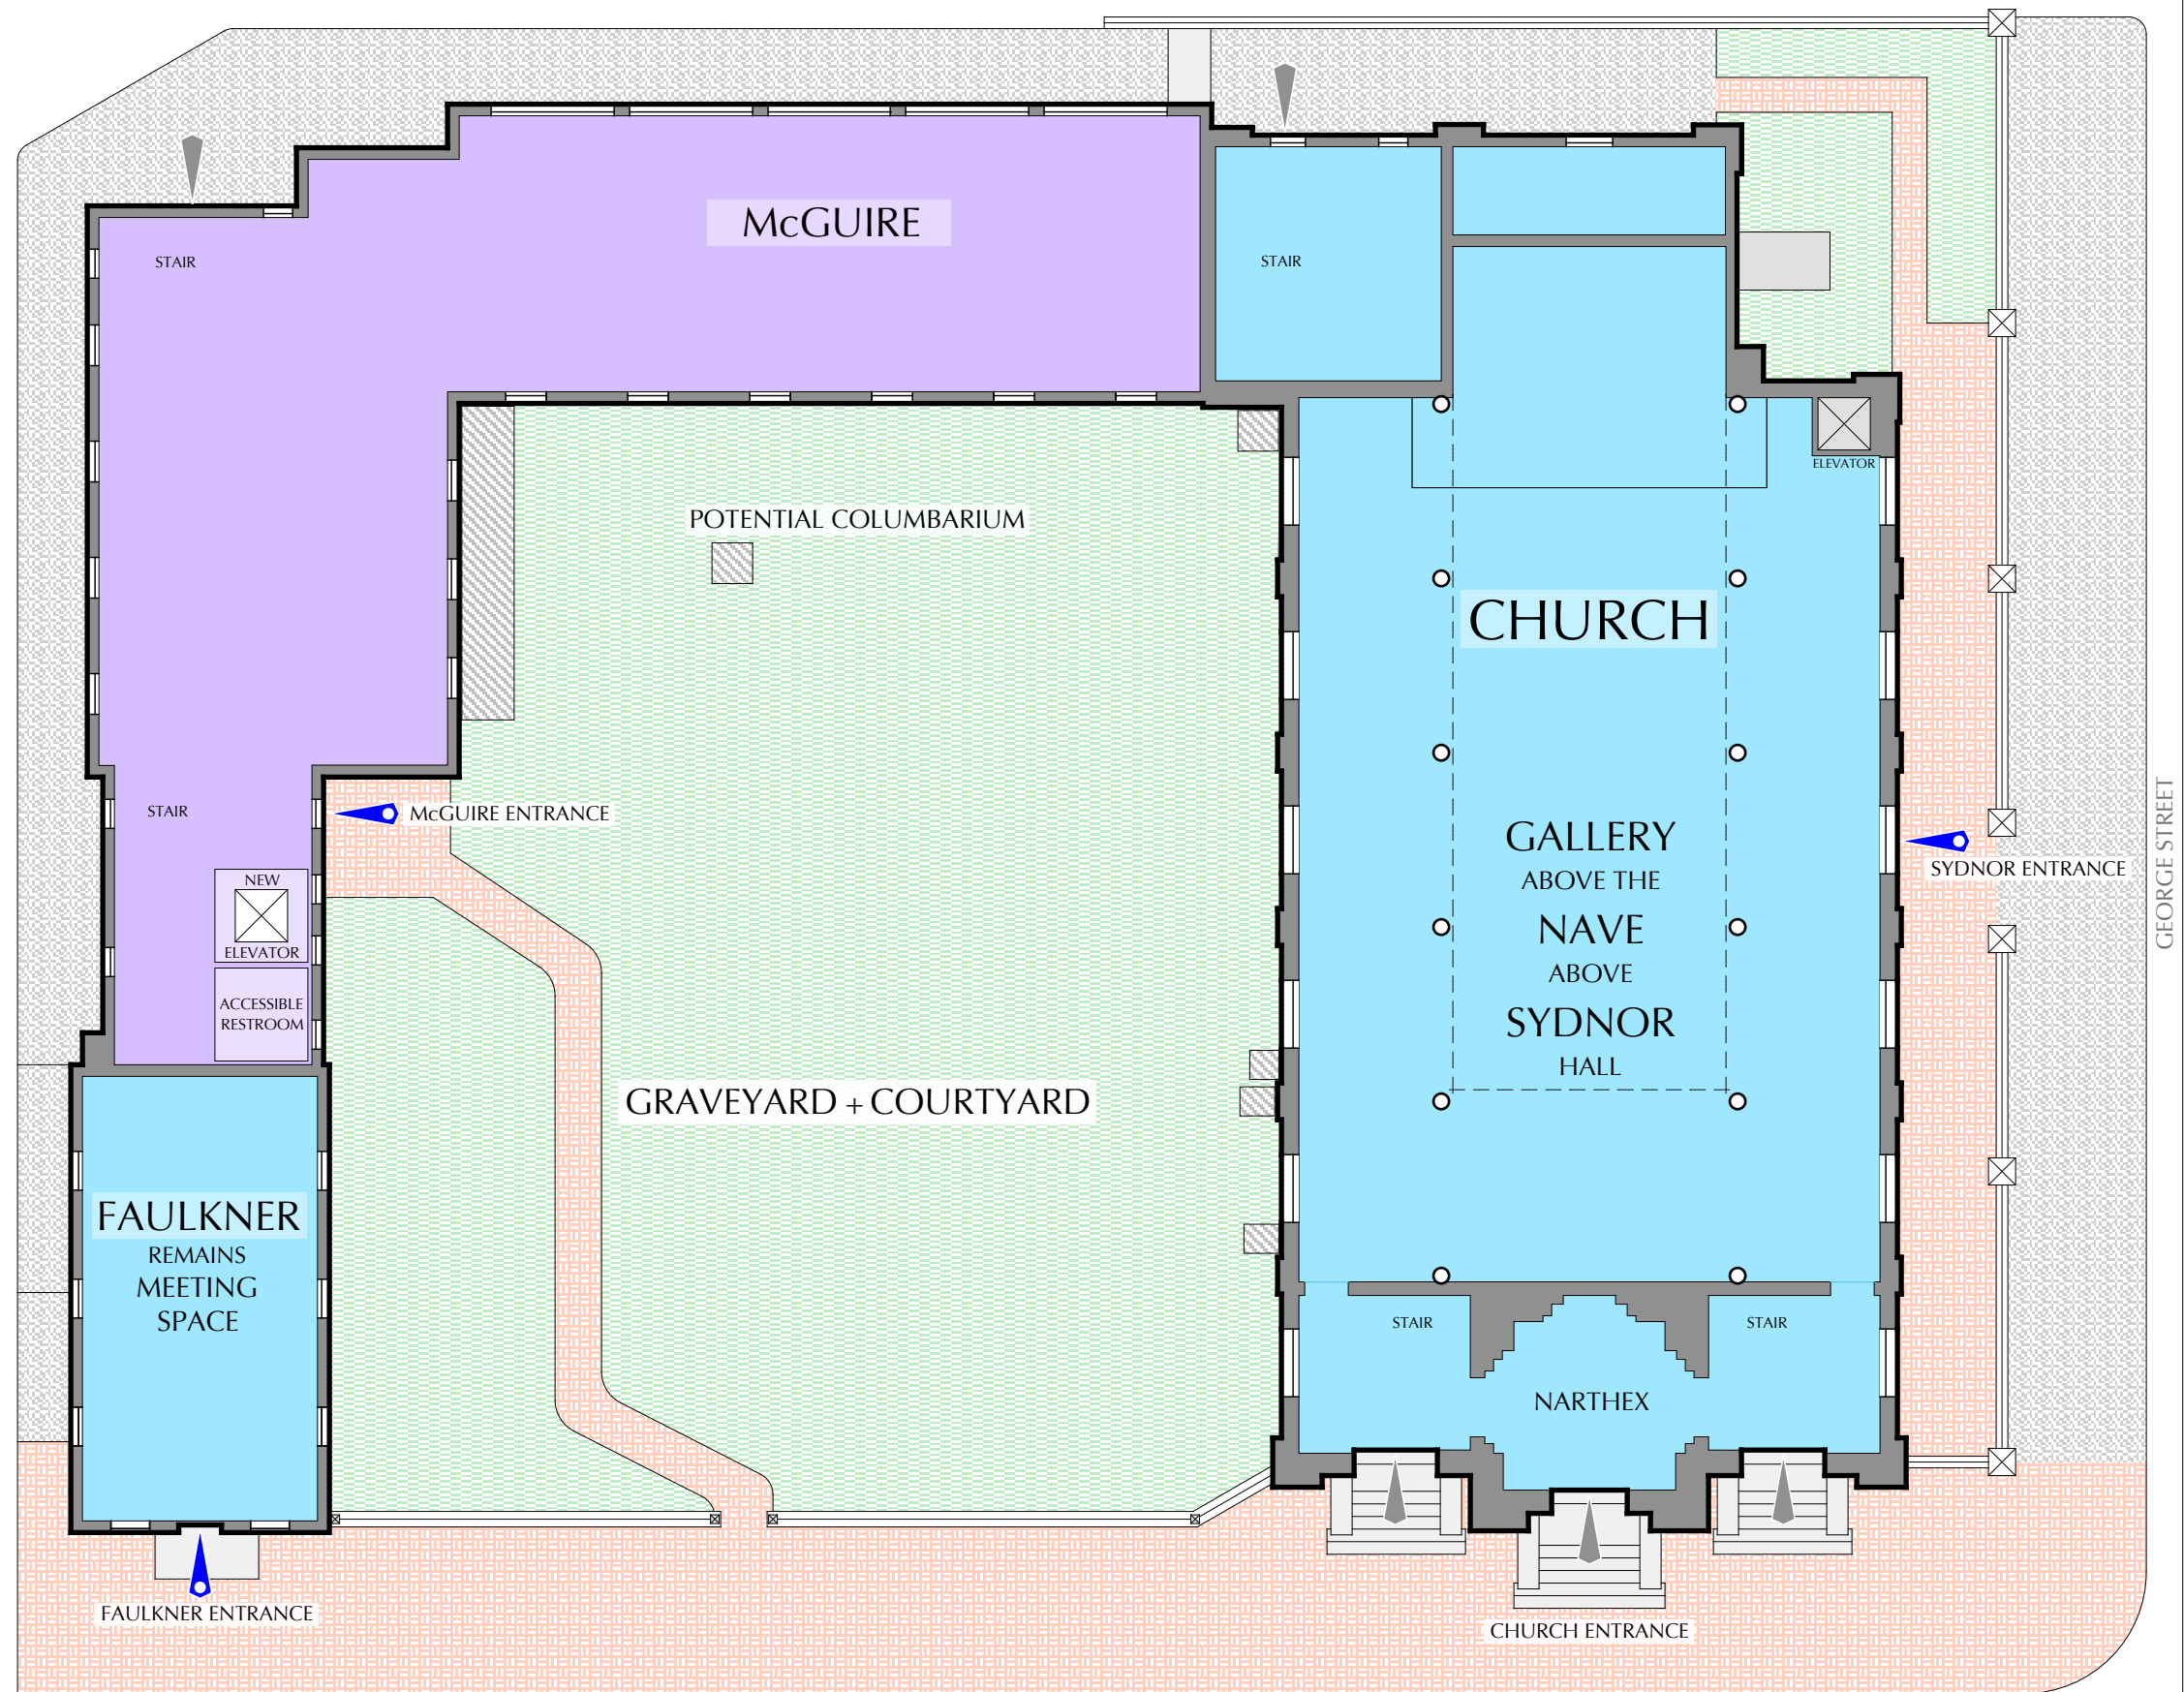 McGUIRE
STAIR
STAIR
ELEVATOR
POTENTIAL COLUMBARIUM
CHURCH
STAIR
McGUIRE ENTRANCE
GALLERY
ABOVE THE
NAVE
ABOVE
SYDNOR
HALL
SYDNOR ENTRANCE
GEORGE STREET
NEW
ELEVATOR
ACCESSIBLE
RESTROOM
GRAVEYARD + COURTYARD
FAULKNER
REMAINS
MEETING
SPACE
STAIR
STAIR
NARTHEX
FAULKNER ENTRANCE
CHURCH ENTRANCE